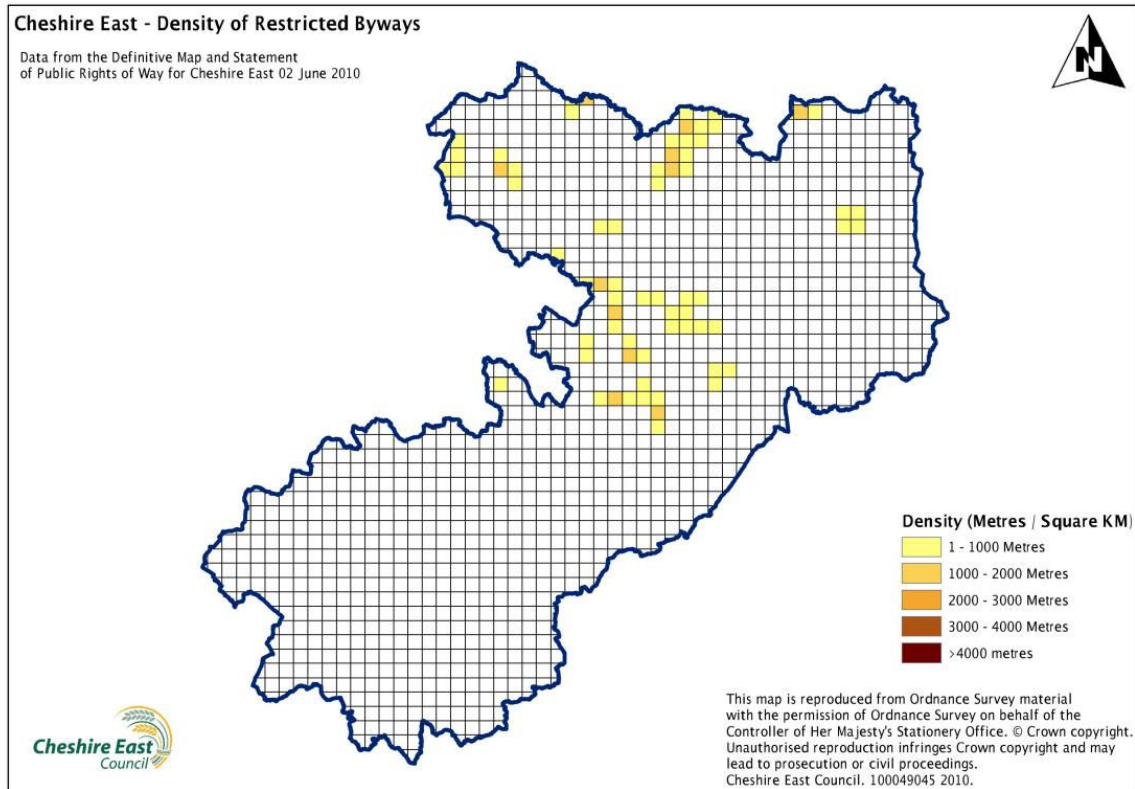 Cheshire East - Density of Restricted Byways
Data from the Definitive Map and Statement
of Public Rights of Way for Cheshire East 02 June 2010
N
Density (Metres / Square KM)
1 - 1000 Metres
1000 - 2000 Metres
2000 - 3000 Metres
3000 - 4000 Metres
>4000 metres
This map is reproduced from Ordnance Survey material
with the permission of Ordnance Survey on behalf of the
Controller of Her Majesty's Stationery Office. © Crown copyright.
Unauthorised reproduction infringes Crown copyright and may
lead to prosecution or civil proceedings.
Cheshire East Council. 100049045 2010.
Cheshire East
Council